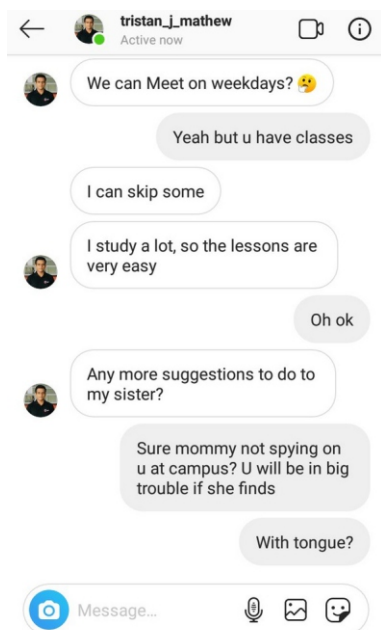 tristan_j_mathew
Active now
We can Meet on weekdays? 🤔
Yeah but u have classes
I can skip some
I study a lot, so the lessons are
very easy
Oh ok
Any more suggestions to do to
my sister?
Sure mommy not spying on
u at campus? U will be in big
trouble if she finds
With tongue?
Message...